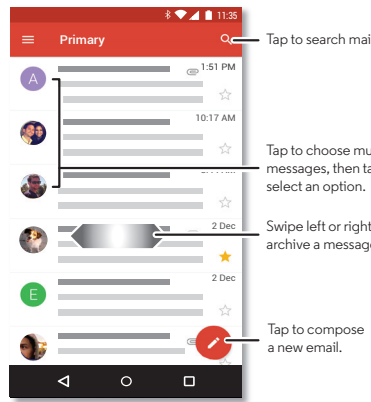 11:35
Primary
Tap to search mai
A
1:51 PM
10:17 AM
Tap to choose mu
messages, then ta
select an option.
2 Dec
Swipe left or right
archive a message
2 Dec
E
Tap to compose
a new email.